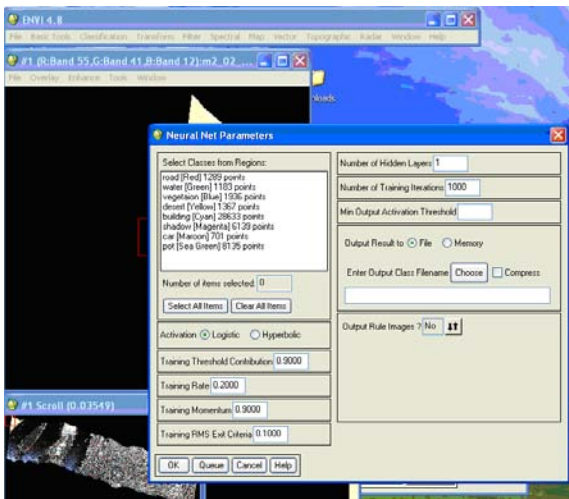 ENVI 4.8
File Basic Tools Classification Transform Filter Spectral Map Vector Topographic Radar Window Help
#1 (R:Band 55,G:Band 41,B:Band 12):m2_02_...
File Overlay Enhance Tools Window
Neural Net Parameters
Select Classes from Regions:
road [Red] 1289 points
water [Green] 1183 points
vegetaion [Blue] 1936 points
desert [Yellow] 1367 points
building [Cyan] 28633 points
shadow [Magenta] 6139 points
car [Maroon] 701 points
pot [Sea Green] 8135 points
Number of items selected: 0
Select All Items Clear All Items
Activation Logistic Hyperbolic
Training Threshold Contribution 0.9000
Training Rate 0.2000
Training Momentum 0.9000
Training RMS Exit Criteria 0.1000
OK Queue Cancel Help
Number of Hidden Layers 1
Number of Training Iterations 1000
Min Output Activation Threshold
Output Result to File Memory
Enter Output Class Filename Choose Compress
Output Rule Images ? No
#1 Scroll (0.03549)